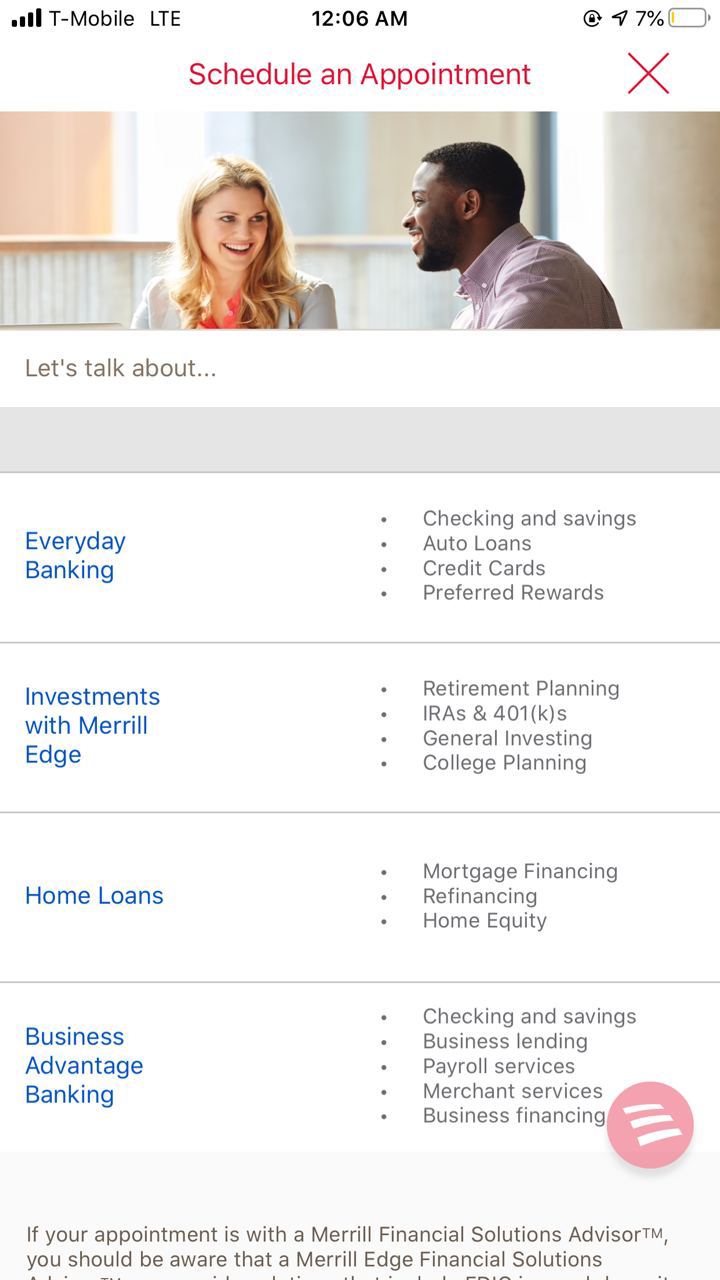 T-Mobile LTE 12:06 AM 7%
Schedule an Appointment
Let's talk about...
Everyday
Banking
• Checking and savings
• Auto Loans
• Credit Cards
• Preferred Rewards
Investments
with Merrill
Edge
• Retirement Planning
• IRAs & 401(k)s
• General Investing
• College Planning
Home Loans
• Mortgage Financing
• Refinancing
• Home Equity
Business
Advantage
Banking
• Checking and savings
• Business lending
• Payroll services
• Merchant services
• Business financing
If your appointment is with a Merrill Financial Solutions Advisor™,
you should be aware that a Merrill Edge Financial Solutions